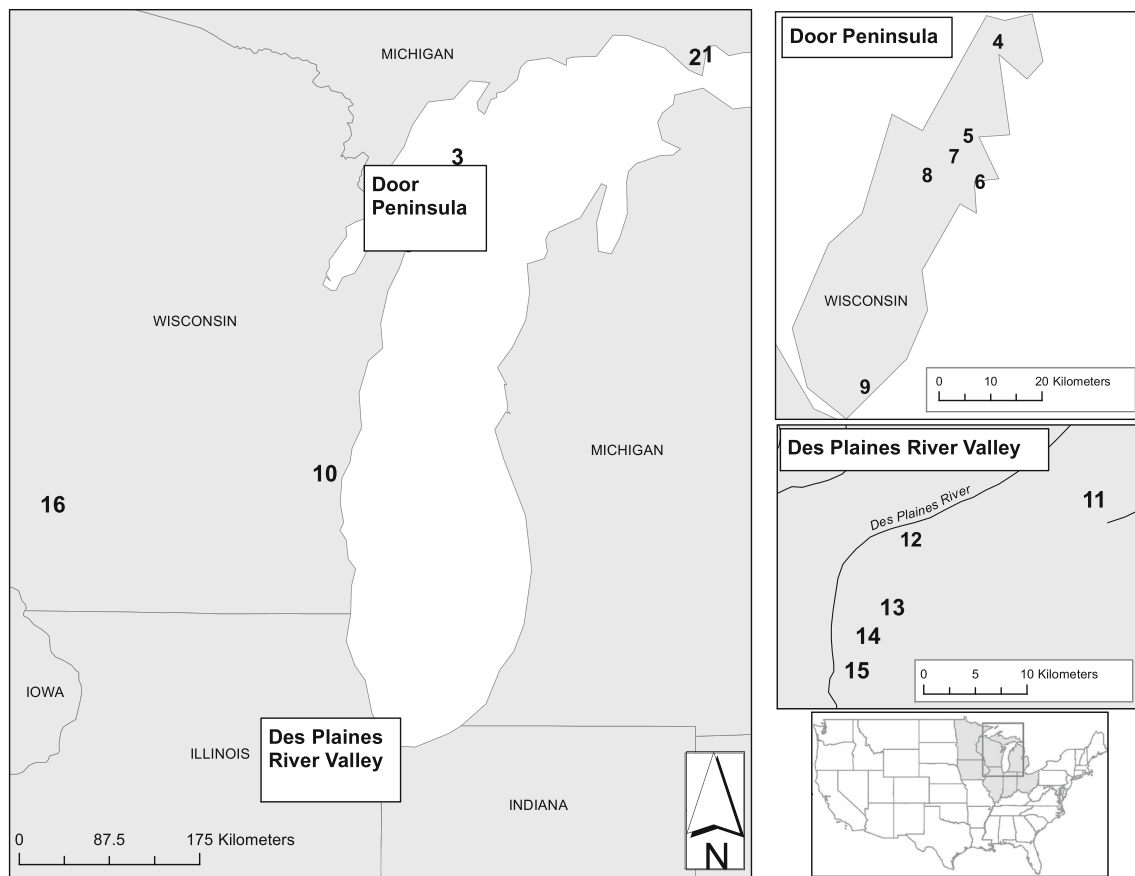 MICHIGAN
21
3
Door
Peninsula
WISCONSIN
MICHIGAN
10
16
IOWA
ILLINOIS
Des Plaines
River Valley
INDIANA
0 87.5 175 Kilometers
N
Door Peninsula
4
5
7
8
6
WISCONSIN
9
0 10 20 Kilometers
Des Plaines River Valley
Des Plaines River
11
12
13
14
15
0 5 10 Kilometers